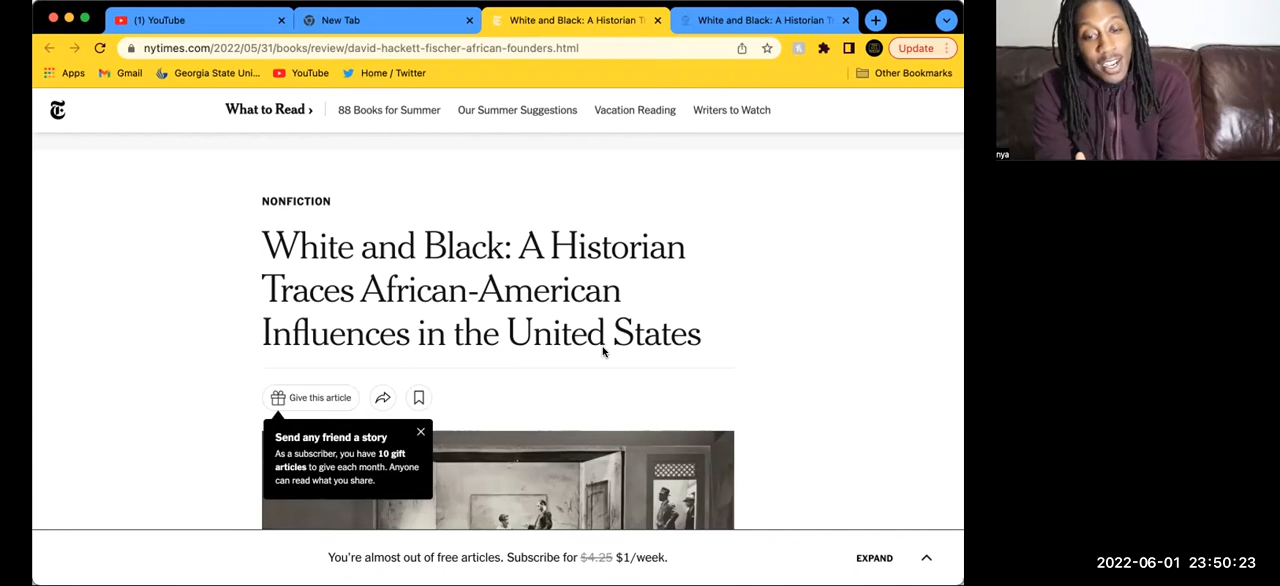 (1) YouTube
New Tab
White and Black: A Historian T
White and Black: A Historian T
nytimes.com/2022/05/31/books/review/david-hackett-fischer-african-founders.html
Update
Apps
Gmail
Georgia State Uni...
YouTube
Home / Twitter
Other Bookmarks
What to Read ›
88 Books for Summer
Our Summer Suggestions
Vacation Reading
Writers to Watch
nya
NONFICTION
White and Black: A Historian
Traces African-American
Influences in the United States
Give this article
Send any friend a story
As a subscriber, you have 10 gift
articles to give each month. Anyone
can read what you share.
You're almost out of free articles. Subscribe for $4.25 $1/week.
EXPAND
2022-06-01 23:50:23